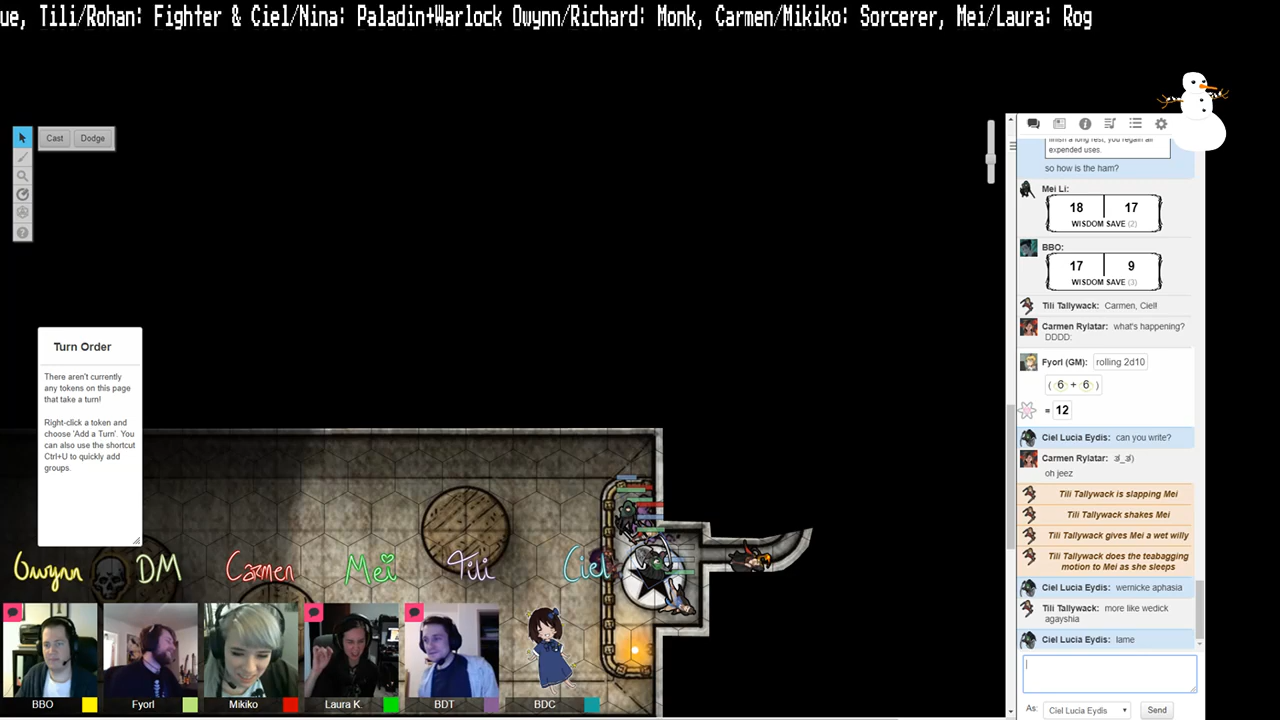 ue, Tili/Rohan: Fighter & Ciel/Nina: Paladin+Warlock Owynn/Richard: Monk, Carmen/Mikiko: Sorcerer, Mei/Laura: Rog
Cast Dodge
finish a long rest, you regain all
expended uses.
so how is the ham?
Mei Li:
18 17
WISDOM SAVE (2)
BBO:
17 9
WISDOM SAVE (3)
Tili Tallywack: Carmen, Ciel!
Carmen Rylatar: what's happening?
DDDD:
Fyorl (GM): rolling 2d10
( 6 + 6 )
= 12
Ciel Lucia Eydis: can you write?
Carmen Rylatar: ಠ_ಠ)
oh jeez
Tili Tallywack is slapping Mei
Tili Tallywack shakes Mei
Tili Tallywack gives Mei a wet willy
Tili Tallywack does the teabagging
motion to Mei as she sleeps
Ciel Lucia Eydis: wernicke aphasia
Tili Tallywack: more like wedick
agayshia
Ciel Lucia Eydis: lame
As: Ciel Lucia Eydis Send
Turn Order
There aren't currently
any tokens on this page
that take a turn!
Right-click a token and
choose 'Add a Turn'. You
can also use the shortcut
Ctrl+U to quickly add
groups.
Owynn DM Carmen Mei Tili Ciel
BBO Fyorl Mikiko Laura K BDT BDC